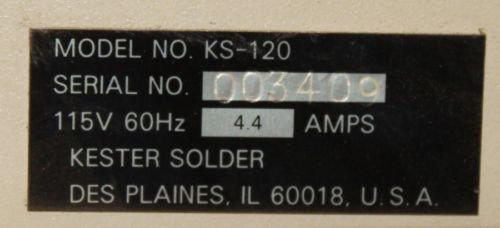 MODEL NO. KS-120
SERIAL NO. 003409
115V 60Hz 4.4 AMPS
KESTER SOLDER
DES PLAINES, IL 60018, U.S.A.